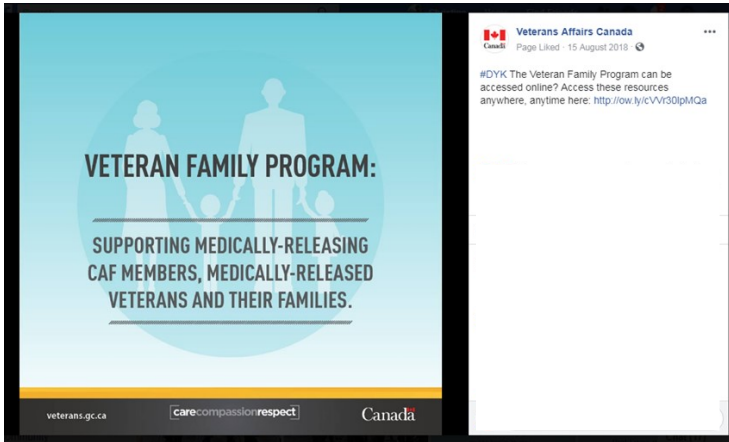 VETERAN FAMILY PROGRAM:
SUPPORTING MEDICALLY-RELEASING
CAF MEMBERS, MEDICALLY-RELEASED
VETERANS AND THEIR FAMILIES.
veterans.gc.ca
[carecompassionrespect]
Canada
Canada
Veterans Affairs Canada
Page Liked · 15 August 2018 ·
#DYK The Veteran Family Program can be
accessed online? Access these resources
anywhere, anytime here: http://ow.ly/cVVr30lpMQa